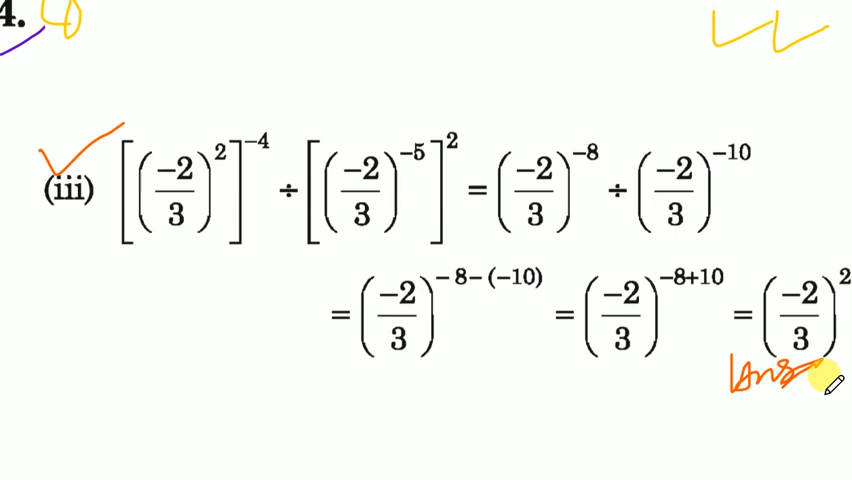 4.
(iii) [(-2/3)^2]^-4 ÷ [(-2/3)^-5]^2 = (-2/3)^-8 ÷ (-2/3)^-10
= (-2/3)^-8-(-10) = (-2/3)^-8+10 = (-2/3)^2
Ans